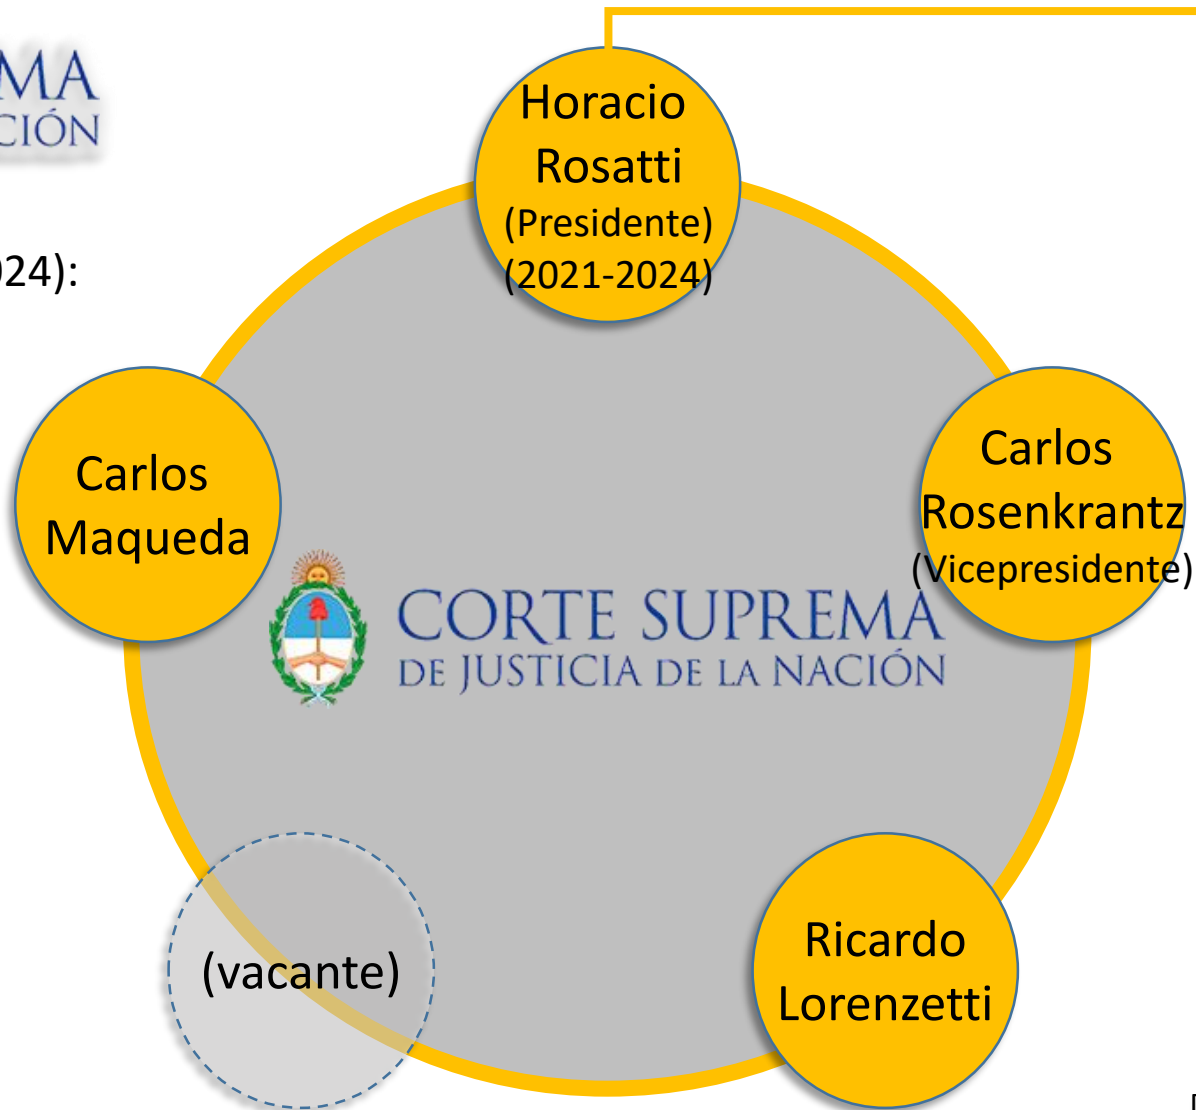 MA
CIÓN
024):
Horacio
Rosatti
(Presidente)
(2021-2024)
Carlos
Maqueda
Carlos
Rosenkrantz
(Vicepresidente)
CORTE SUPREMA
DE JUSTICIA DE LA NACIÓN
(vacante)
Ricardo
Lorenzetti